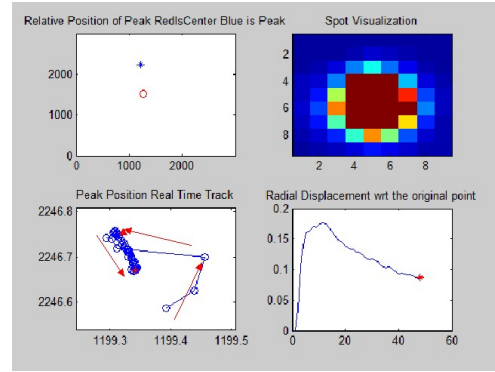 Relative Position of Peak RedIsCenter Blue is Peak
Spot Visualization
2000
1000
0
0 1000 2000
2
4
6
8
2 4 6 8
Peak Position Real Time Track
Radial Displacement wrt the original point
2246.8
2246.7
2246.6
1199.3 1199.4 1199.5
0.2
0.15
0.1
0.05
0
0 20 40 60